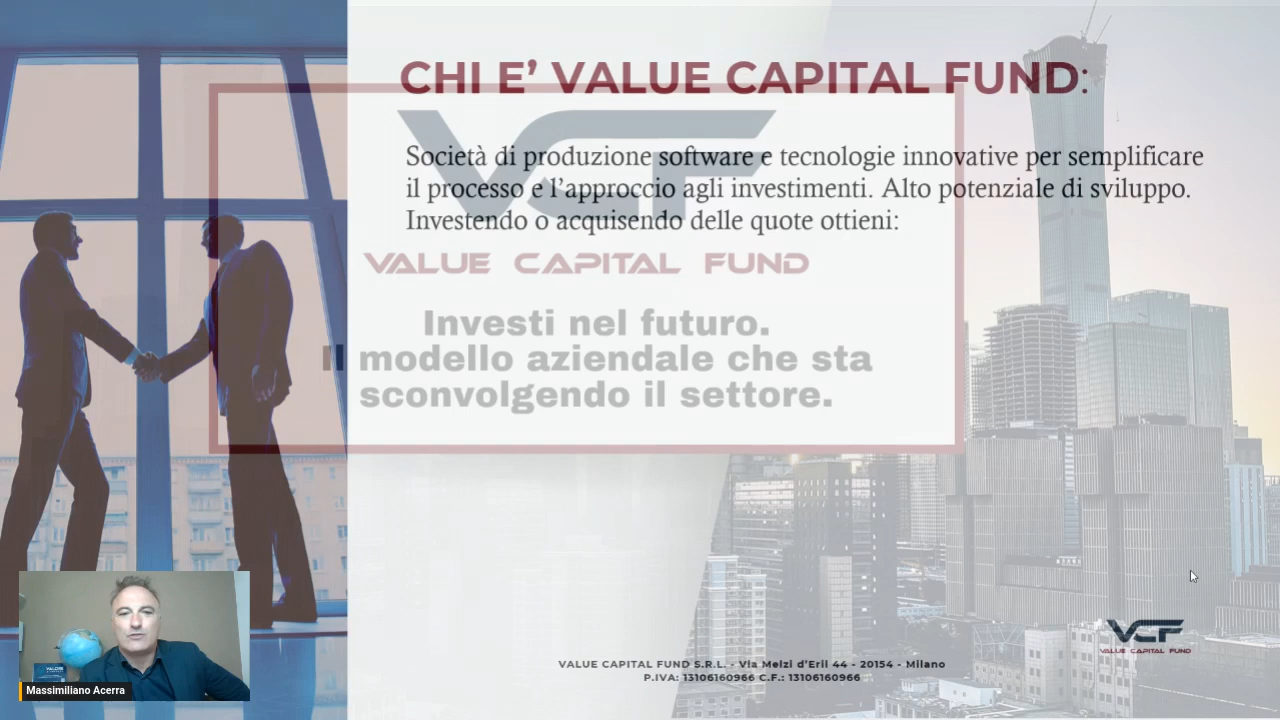 CHI E’ VALUE CAPITAL FUND:
VCF
Società di produzione software e tecnologie innovative per semplificare
il processo e l’approccio agli investimenti. Alto potenziale di sviluppo.
Investendo o acquisendo delle quote ottieni:
VALUE CAPITAL FUND
Investi nel futuro.
Il modello aziendale che sta
sconvolgendo il settore.
VCF
VALUE CAPITAL FUND
VALUE CAPITAL FUND S.R.L. - Via Melzi d’Eril 44 - 20154 - Milano
P.IVA: 13106160966 C.F.: 13106160966
VALORE
Massimiliano Acerra